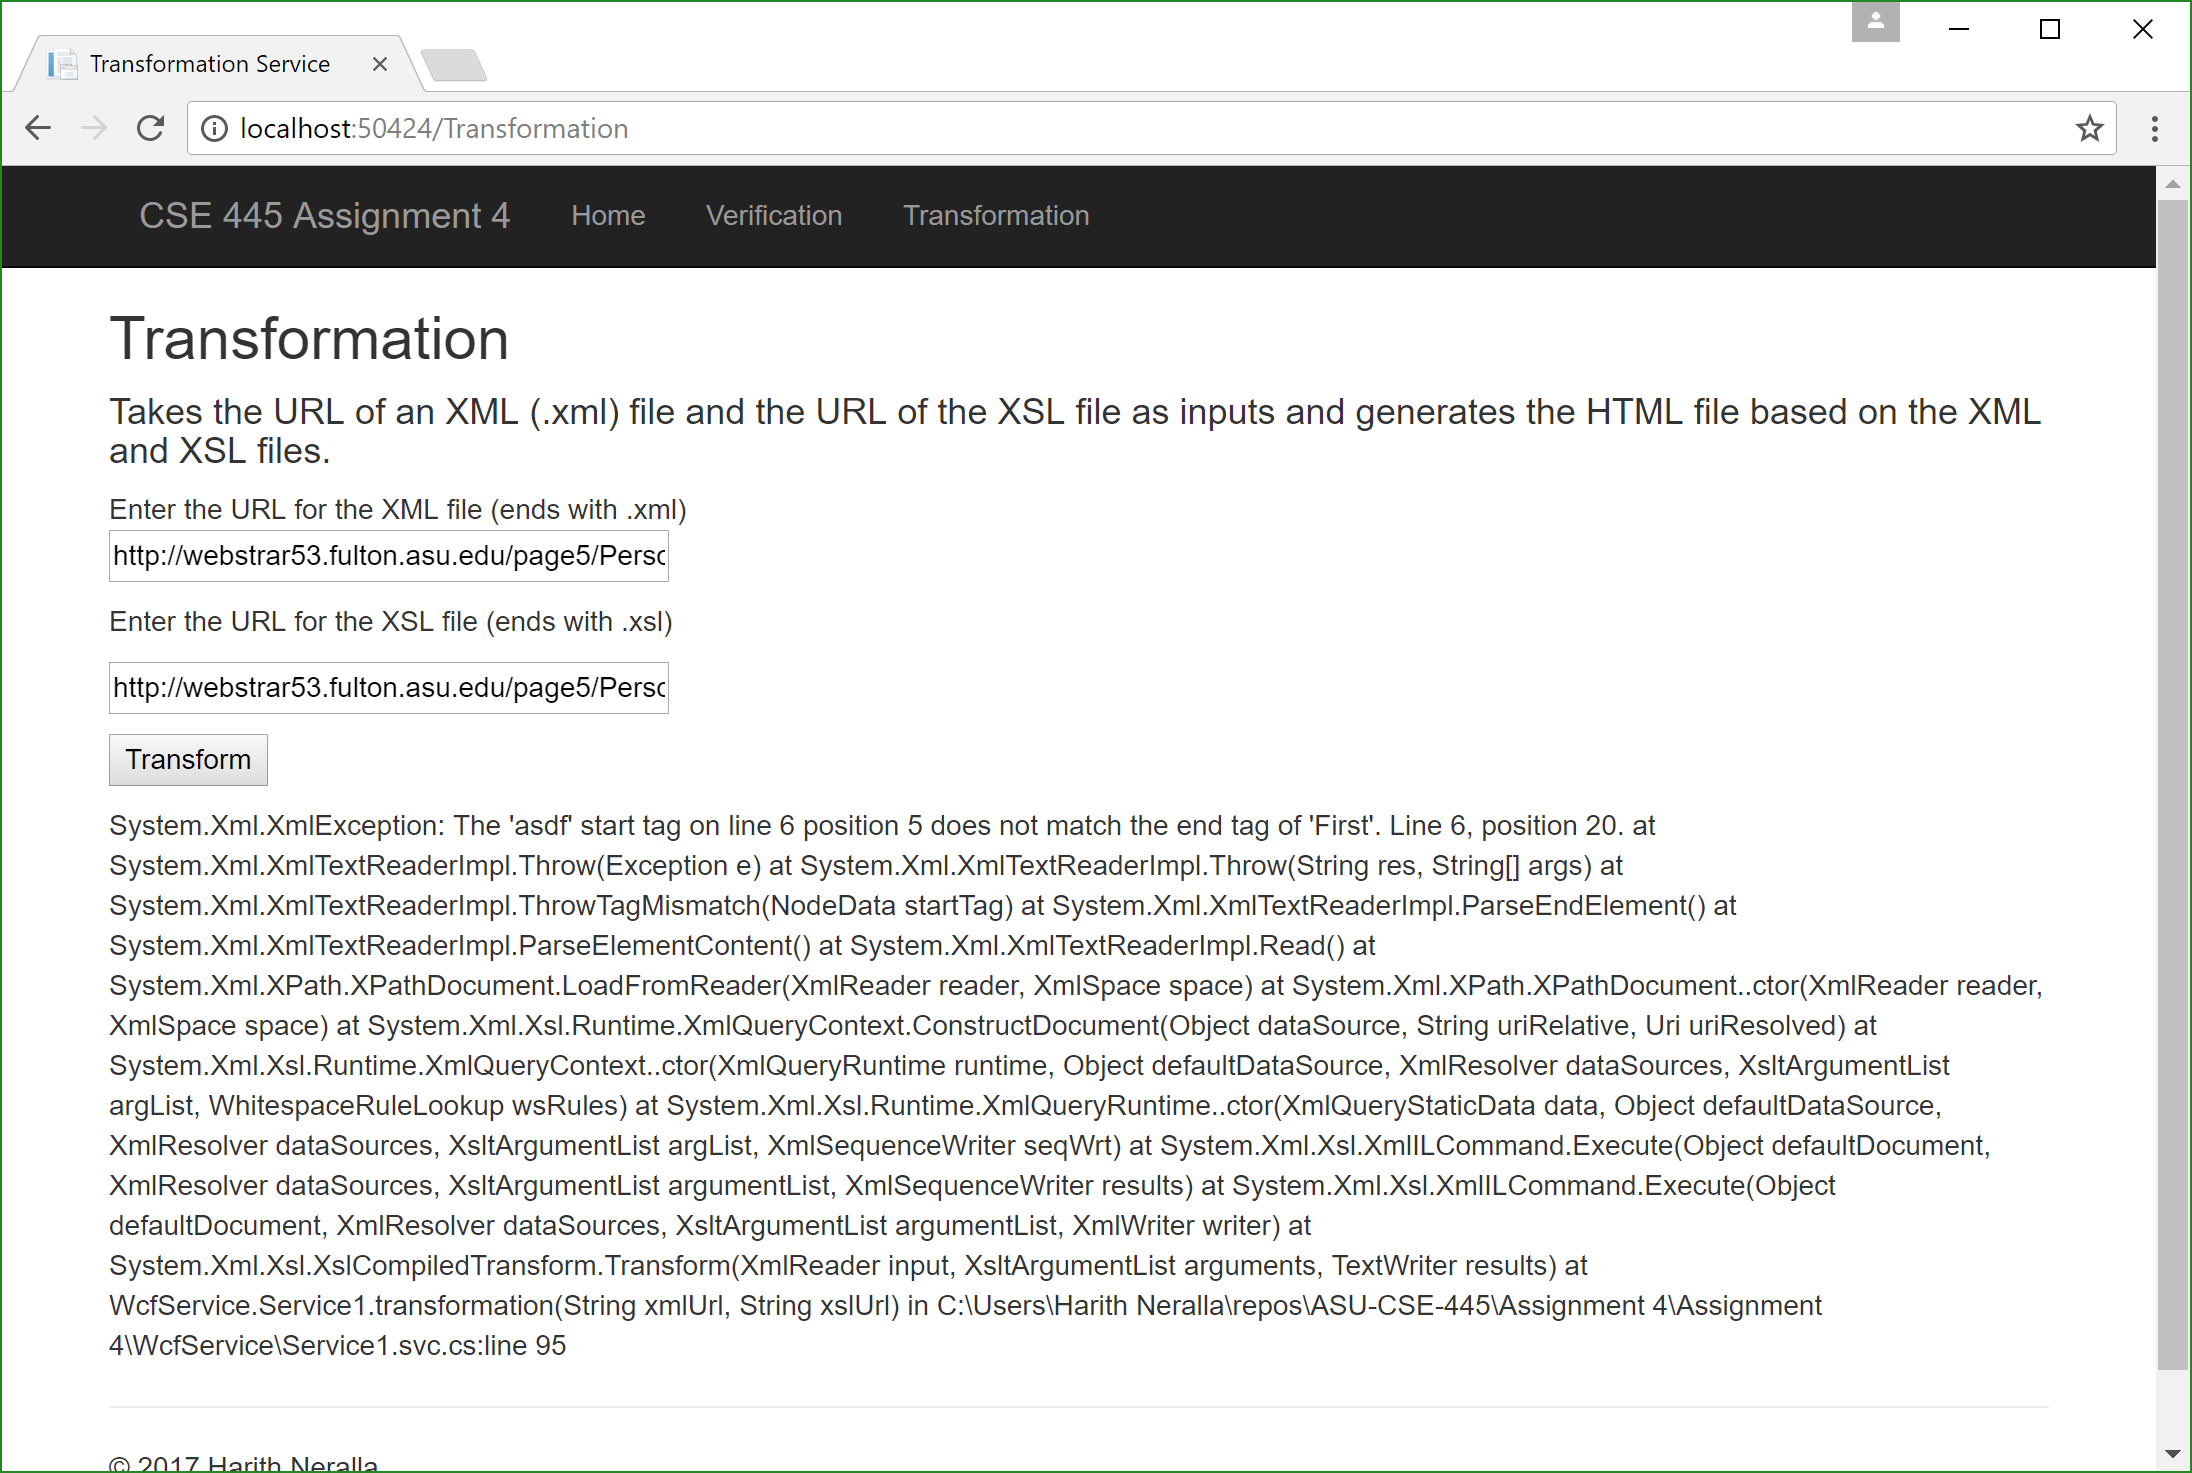 Transformation Service
localhost:50424/Transformation
CSE 445 Assignment 4 Home Verification Transformation
Transformation
Takes the URL of an XML (.xml) file and the URL of the XSL file as inputs and generates the HTML file based on the XML
and XSL files.
Enter the URL for the XML file (ends with .xml)
http://webstrar53.fulton.asu.edu/page5/Perso
Enter the URL for the XSL file (ends with .xsl)
http://webstrar53.fulton.asu.edu/page5/Perso
Transform
System.Xml.XmlException: The 'asdf' start tag on line 6 position 5 does not match the end tag of 'First'. Line 6, position 20. at
System.Xml.XmlTextReaderImpl.Throw(Exception e) at System.Xml.XmlTextReaderImpl.Throw(String res, String[] args) at
System.Xml.XmlTextReaderImpl.ThrowTagMismatch(NodeData startTag) at System.Xml.XmlTextReaderImpl.ParseEndElement() at
System.Xml.XmlTextReaderImpl.ParseElementContent() at System.Xml.XmlTextReaderImpl.Read() at
System.Xml.XPath.XPathDocument.LoadFromReader(XmlReader reader, XmlSpace space) at System.Xml.XPath.XPathDocument..ctor(XmlReader reader,
XmlSpace space) at System.Xml.Xsl.Runtime.XmlQueryContext.ConstructDocument(Object dataSource, String uriRelative, Uri uriResolved) at
System.Xml.Xsl.Runtime.XmlQueryContext..ctor(XmlQueryRuntime runtime, Object defaultDataSource, XmlResolver dataSources, XsltArgumentList
argList, WhitespaceRuleLookup wsRules) at System.Xml.Xsl.Runtime.XmlQueryRuntime..ctor(XmlQueryStaticData data, Object defaultDataSource,
XmlResolver dataSources, XsltArgumentList argList, XmlSequenceWriter seqWrt) at System.Xml.Xsl.XmlILCommand.Execute(Object defaultDocument,
XmlResolver dataSources, XsltArgumentList argumentList, XmlSequenceWriter results) at System.Xml.Xsl.XmlILCommand.Execute(Object
defaultDocument, XmlResolver dataSources, XsltArgumentList argumentList, XmlWriter writer) at
System.Xml.Xsl.XslCompiledTransform.Transform(XmlReader input, XsltArgumentList arguments, TextWriter results) at
WcfService.Service1.transformation(String xmlUrl, String xslUrl) in C:\Users\Harith Neralla\repos\ASU-CSE-445\Assignment 4\Assignment
4\WcfService\Service1.svc.cs:line 95
© 2017 Harith Neralla